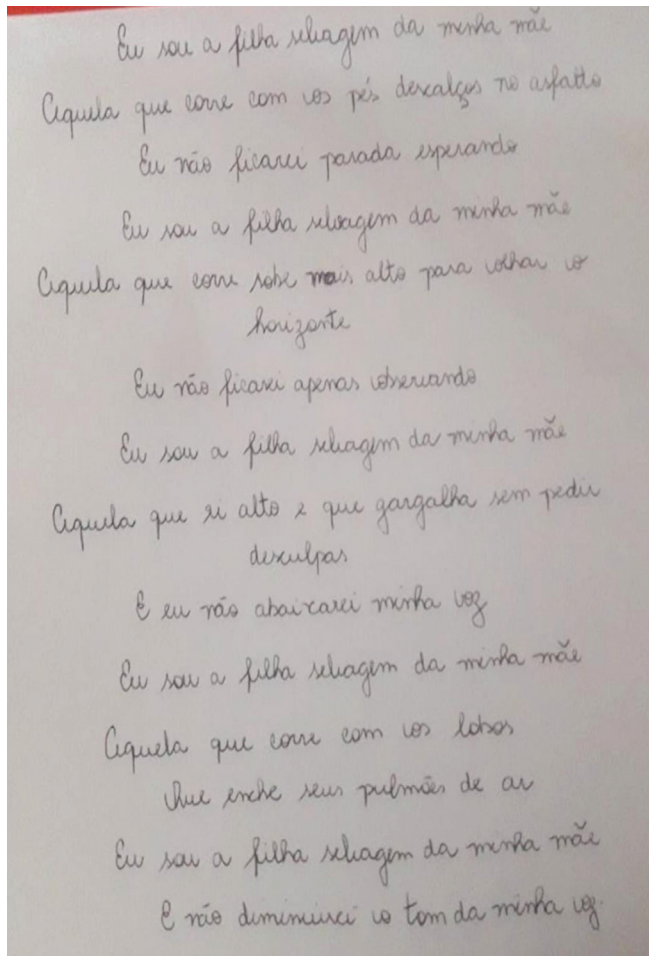 Eu sou a filha selvagem da minha mãe
Aquela que corre com os pés descalços no asfalto
Eu não ficarei parada esperando
Eu sou a filha selvagem da minha mãe
Aquela que corre sobe mais alto para olhar o
horizonte
Eu não ficarei apenas observando
Eu sou a filha selvagem da minha mãe
Aquela que ri alto e que gargalha sem pedir
desculpas
E eu não abaixarei minha voz
Eu sou a filha selvagem da minha mãe
Aquela que corre com os lobos
Que enche seus pulmões de ar
Eu sou a filha selvagem da minha mãe
E não diminuirei o tom da minha voz.